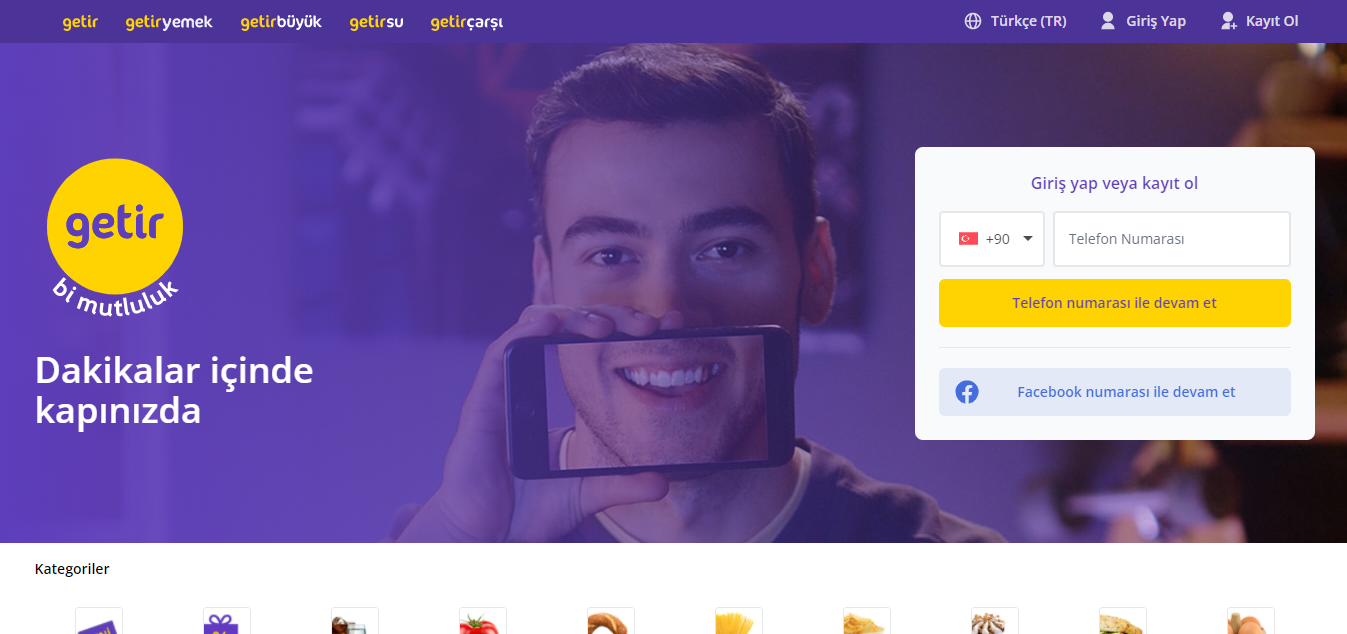 getir getiryemek getirbüyük getirsu getirçarşı Türkçe (TR) Giriş Yap Kayıt Ol
getir
bi mutluluk
Dakikalar içinde
kapınızda
Giriş yap veya kayıt ol
+90 Telefon Numarası
Telefon numarası ile devam et
Facebook numarası ile devam et
Kategoriler